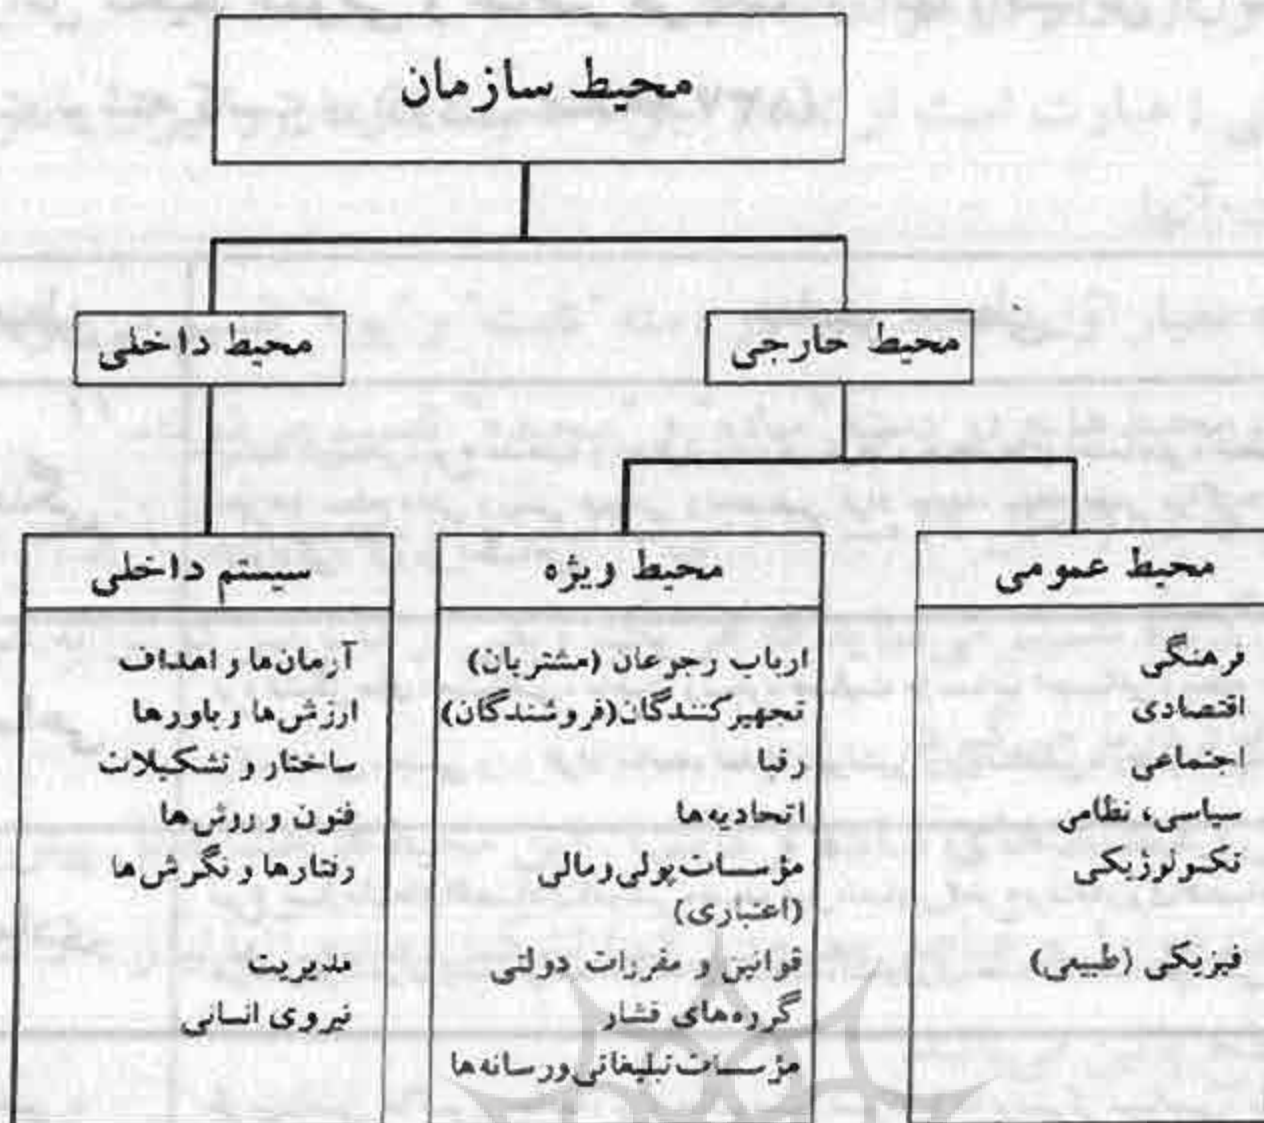 محیط سازمان
محیط خارجی
محیط داخلی
محیط عمومی
فرهنگی
اقتصادی
اجتماعی
سیاسی، نظامی
تکنولوژیکی
فیزیکی (طبیعی)
محیط ویژه
ارباب رجوعان (مشتریان)
تجهیزکنندگان(فروشندگان)
رقبا
اتحادیه‌ها
مؤسسات پولی و مالی
(اعتباری)
قوانین و مقررات دولتی
گروه‌های فشار
مؤسسات تبلیغاتی و رسانه‌ها
سیستم داخلی
آرمان‌ها و اهداف
ارزش‌ها و باورها
ساختار و تشکیلات
فنون و روش‌ها
رفتارها و نگرش‌ها
مدیریت
نیروی انسانی